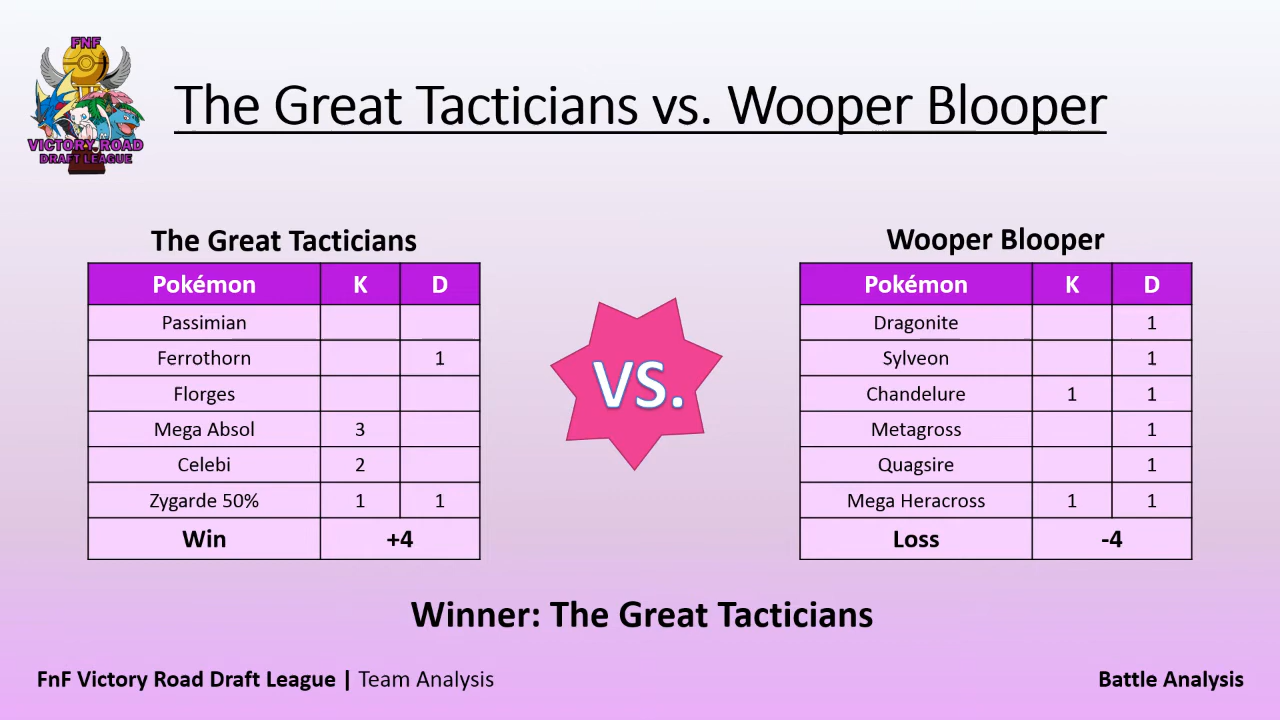 FNF
VICTORY ROAD
DRAFT LEAGUE
The Great Tacticians vs. Wooper Blooper
The Great Tacticians
Pokémon K D
Passimian
Ferrothorn 1
Florges
Mega Absol 3
Celebi 2
Zygarde 50% 1 1
Win +4
VS.
Wooper Blooper
Pokémon K D
Dragonite 1
Sylveon 1
Chandelure 1 1
Metagross 1
Quagsire 1
Mega Heracross 1 1
Loss -4
Winner: The Great Tacticians
FnF Victory Road Draft League | Team Analysis
Battle Analysis